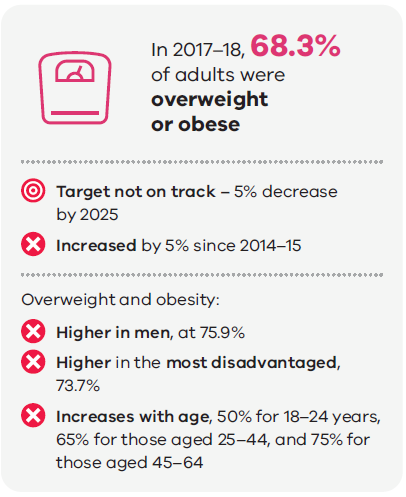 In 2017–18, 68.3%
of adults were
overweight
or obese
Target not on track – 5% decrease
by 2025
Increased by 5% since 2014–15
Overweight and obesity:
Higher in men, at 75.9%
Higher in the most disadvantaged,
73.7%
Increases with age, 50% for 18–24 years,
65% for those aged 25–44, and 75% for
those aged 45–64